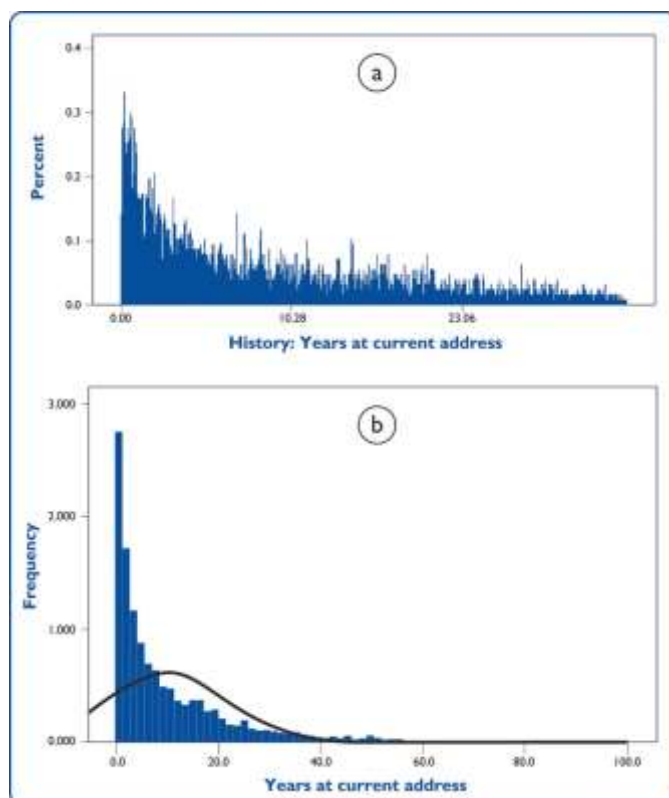 a
0.4
0.3
0.2
0.1
0.0
Percent
0.00 10.28 23.06
History: Years at current address
b
3,000
2,000
1,000
0,000
Frequency
0.0 20.0 40.0 60.0 80.0 100.0
Years at current address